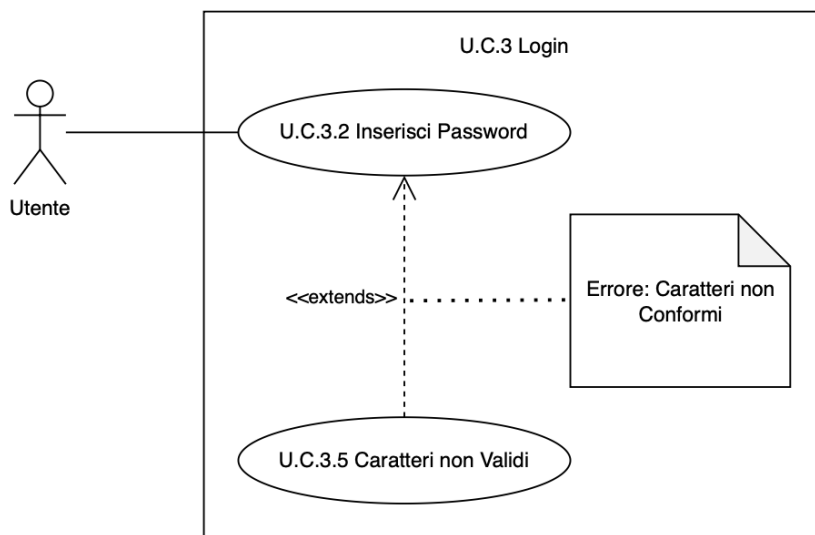 U.C.3 Login
U.C.3.2 Inserisci Password
Utente
<<extends>>
Errore: Caratteri non
Conformi
U.C.3.5 Caratteri non Validi